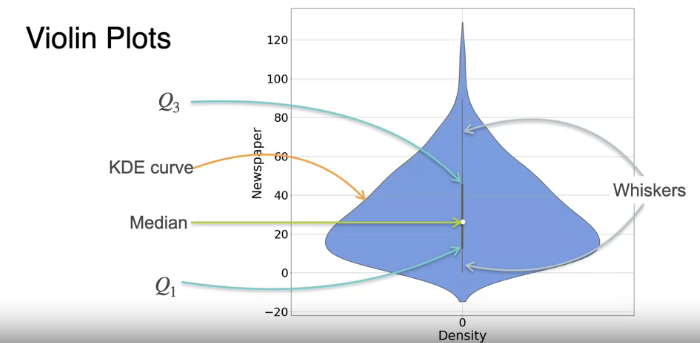 Violin Plots
120
100
80
60
40
20
0
−20
Newspaper
0
Density
Q3
KDE curve
Median
Q1
Whiskers